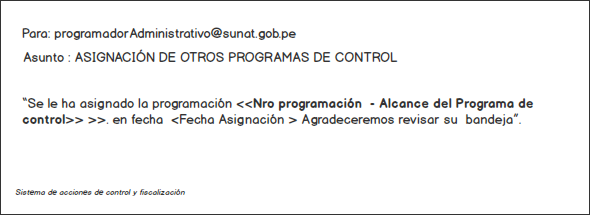 Para: programadorAdministrativo@sunat.gob.pe
Asunto : ASIGNACIÓN DE OTROS PROGRAMAS DE CONTROL
“Se le ha asignado la programación <<Nro programación - Alcance del Programa de
control>> >>. en fecha <Fecha Asignación > Agradeceremos revisar su bandeja”.
Sistema de acciones de control y fiscalización